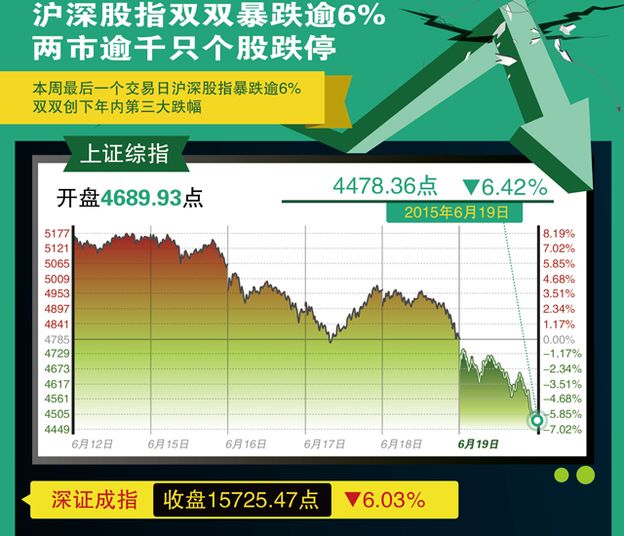 沪深股指双双暴跌逾6%
两市逾千只个股跌停
本周最后一个交易日沪深股指暴跌逾6%
双双创下年内第三大跌幅
上证综指
开盘4689.93点
4478.36点 ▼6.42%
2015年6月19日
5177 8.19%
5121 7.02%
5065 5.85%
5009 4.68%
4953 3.51%
4897 2.34%
4841 1.17%
4785 0.00%
4729 -1.17%
4673 -2.34%
4617 -3.51%
4561 -4.68%
4505 -5.85%
4449 -7.02%
6月12日 6月15日 6月16日 6月17日 6月18日 6月19日
深证成指 收盘15725.47点 ▼6.03%